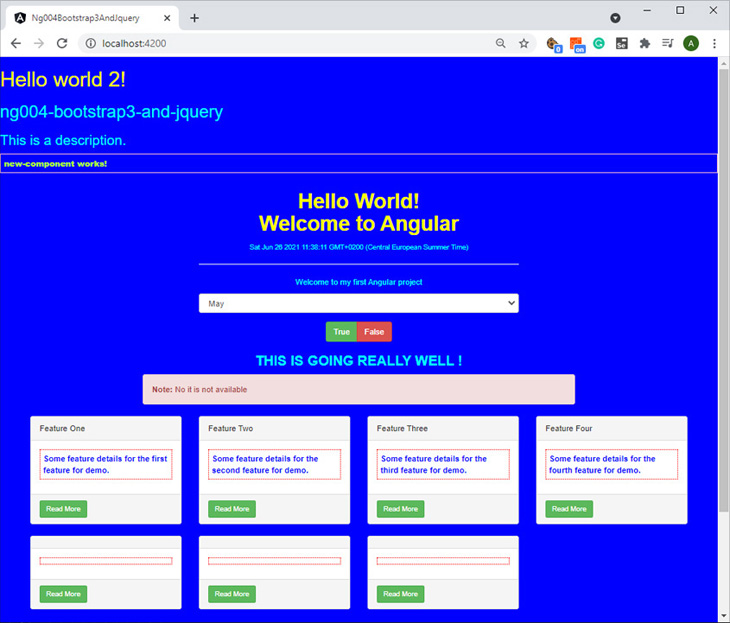 Ng004Bootstrap3AndJquery
localhost:4200
0
on
Se
A
Hello world 2!
ng004-bootstrap3-and-jquery
This is a description.
new-component works!
Hello World!
Welcome to Angular
Sat Jun 26 2021 11:38:11 GMT+0200 (Central European Summer Time)
Welcome to my first Angular project
May
True False
THIS IS GOING REALLY WELL !
Note: No it is not available
Feature One
Some feature details for the first
feature for demo.
Read More
Feature Two
Some feature details for the
second feature for demo.
Read More
Feature Three
Some feature details for the
third feature for demo.
Read More
Feature Four
Some feature details for the
fourth feature for demo.
Read More
Read More
Read More
Read More